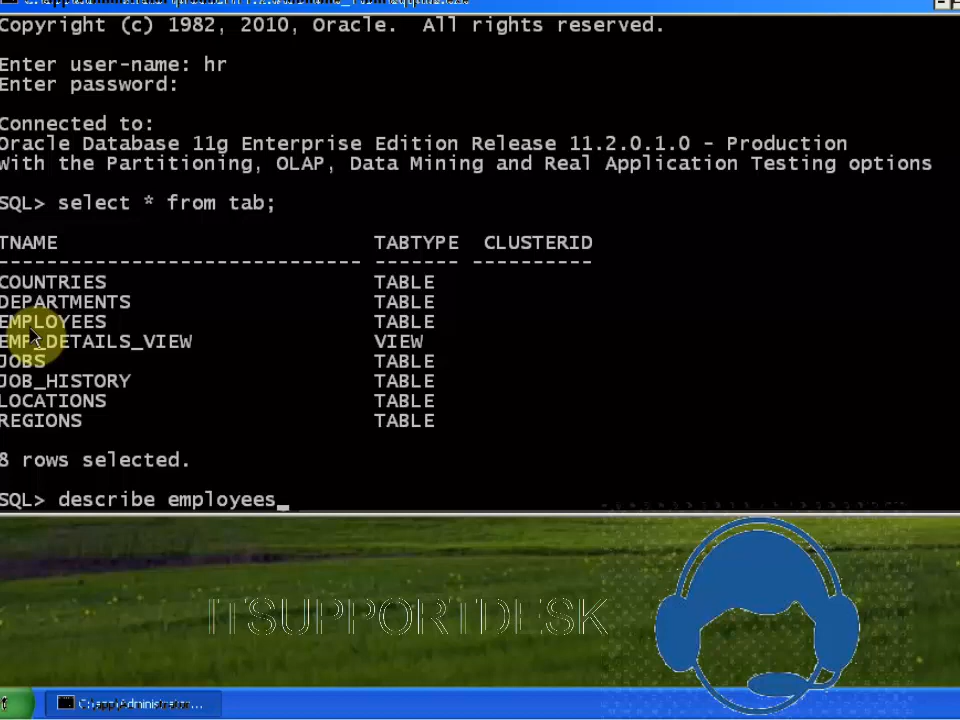 Copyright (c) 1982, 2010, Oracle.  All rights reserved.
Enter user-name: hr
Enter password:
Connected to:
Oracle Database 11g Enterprise Edition Release 11.2.0.1.0 - Production
With the Partitioning, OLAP, Data Mining and Real Application Testing options
SQL> select * from tab;
TNAME                          TABTYPE  CLUSTERID
------------------------------ ------- ----------
COUNTRIES                      TABLE
DEPARTMENTS                    TABLE
EMPLOYEES                      TABLE
EMP_DETAILS_VIEW               VIEW
JOBS                           TABLE
JOB_HISTORY                    TABLE
LOCATIONS                      TABLE
REGIONS                        TABLE
8 rows selected.
SQL> describe employees_
ITSUPPORTDESK
C:\app\Administrator...